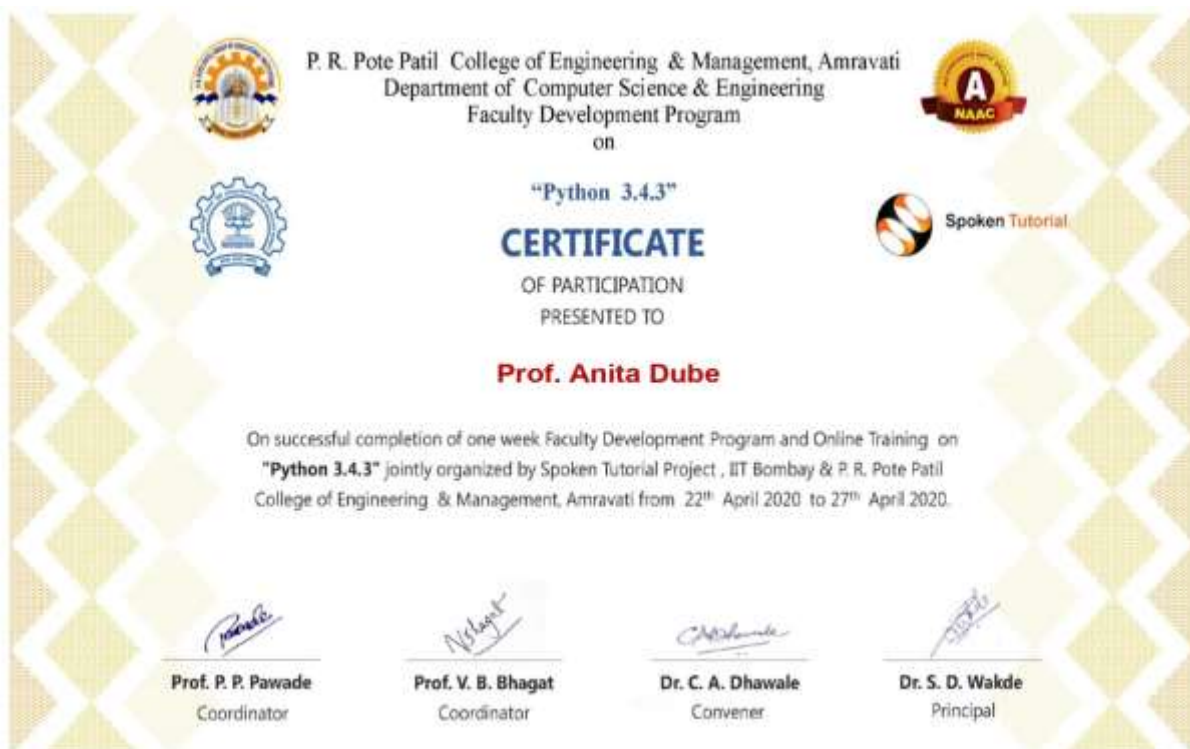 P. R. Pote Patil College of Engineering & Management, Amravati
Department of Computer Science & Engineering
Faculty Development Program
on
A
NAAC
"Python 3.4.3"
Spoken Tutorial
CERTIFICATE
OF PARTICIPATION
PRESENTED TO
Prof. Anita Dube
On successful completion of one week Faculty Development Program and Online Training on
"Python 3.4.3" jointly organized by Spoken Tutorial Project , IIT Bombay & P. R. Pote Patil
College of Engineering & Management, Amravati from 22th April 2020 to 27th April 2020.
Prof. P. P. Pawade
Coordinator
Prof. V. B. Bhagat
Coordinator
Dr. C. A. Dhawale
Convener
Dr. S. D. Wakde
Principal